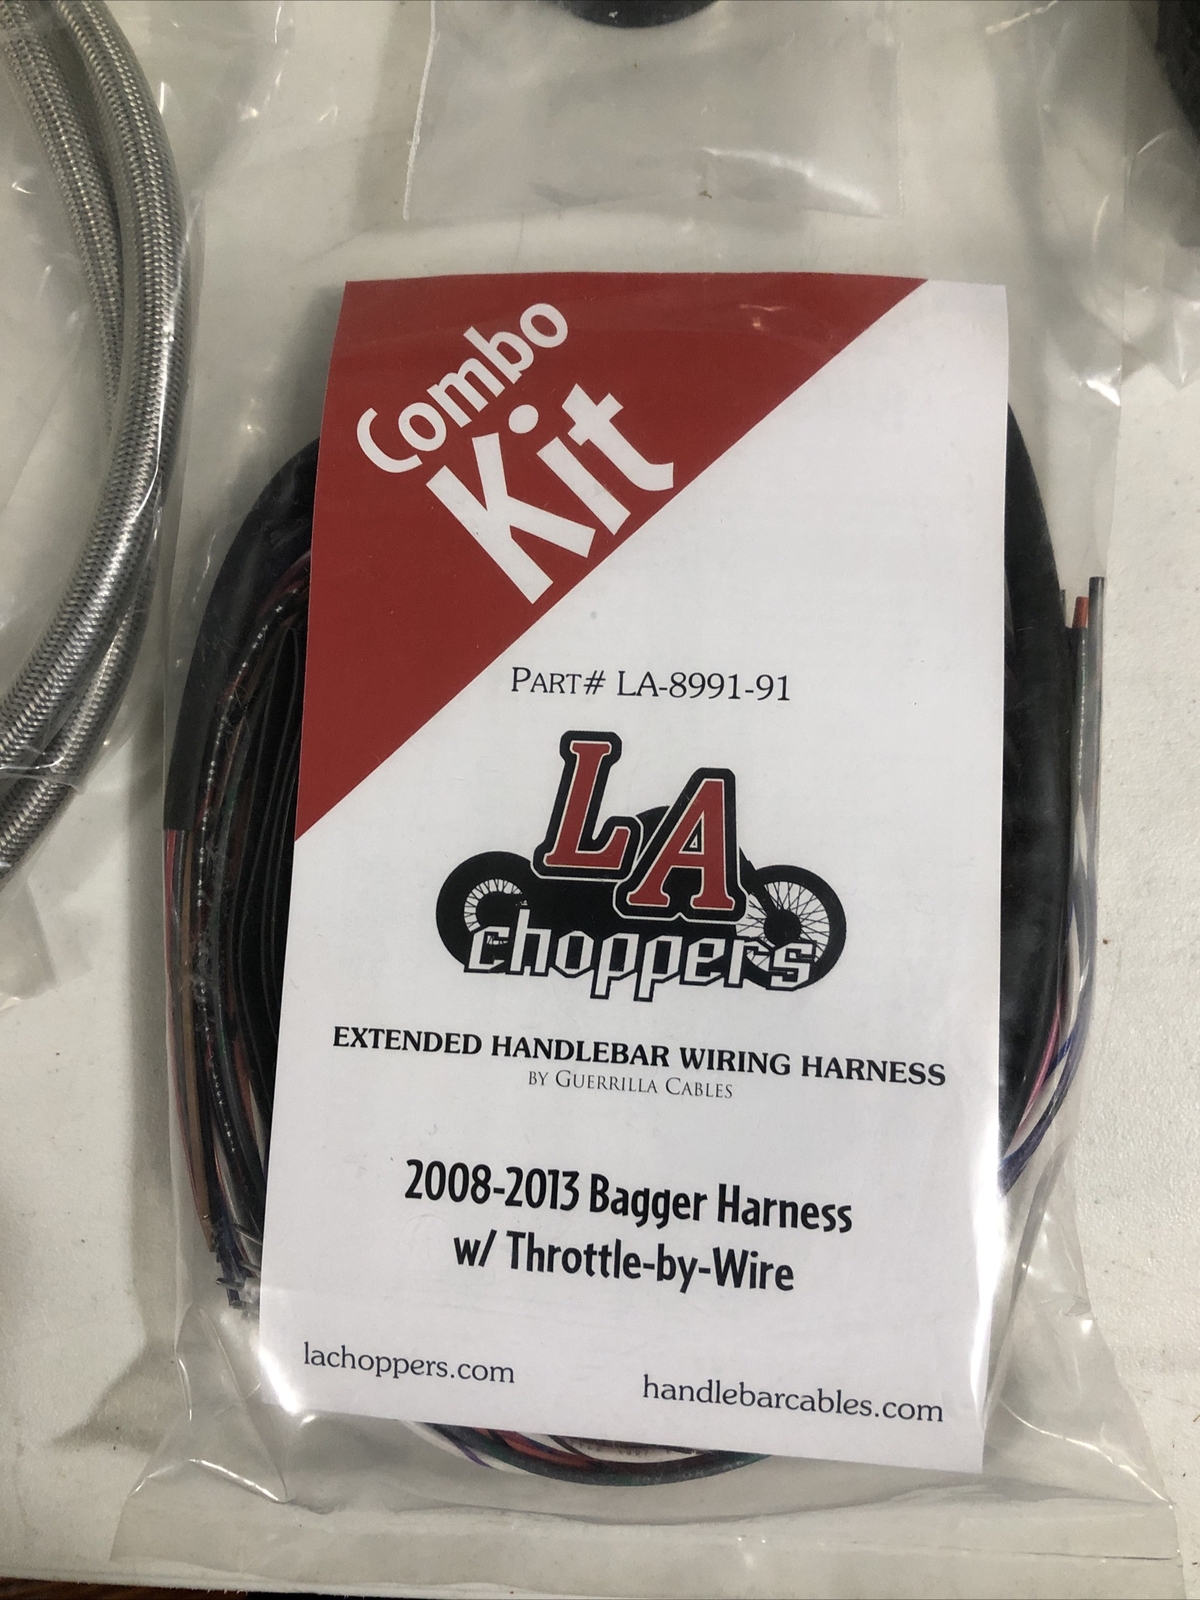 Combo
Kit
PART# LA-8991-91
LA
choppers
EXTENDED HANDLEBAR WIRING HARNESS
BY GUERRILLA CABLES
2008-2013 Bagger Harness
w/ Throttle-by-Wire
lachoppers.com
handlebarcables.com